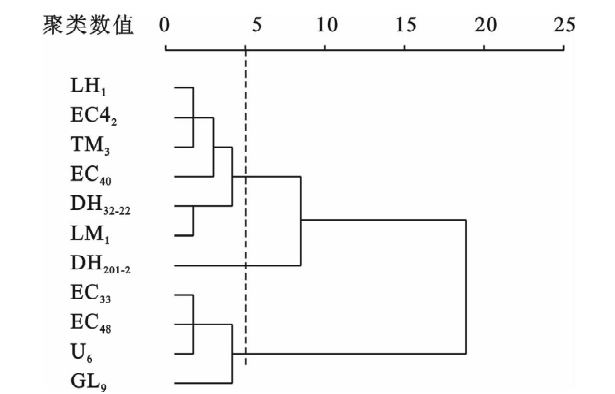 聚类数值 0 5 10 15 20 25
LH₁
EC4₂
TM₃
EC₄₀
DH₃₂₋₂₂
LM₁
DH₂₀₁₋₂
EC₃₃
EC₄₈
U₆
GL₉